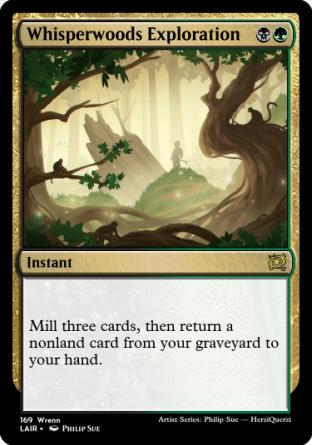 Whisperwoods Exploration
Instant
Mill three cards, then return a
nonland card from your graveyard to
your hand.
169 Wrenn
Artist Series: Philip Sue — HerziQuerzi
LAIR • Philip Sue